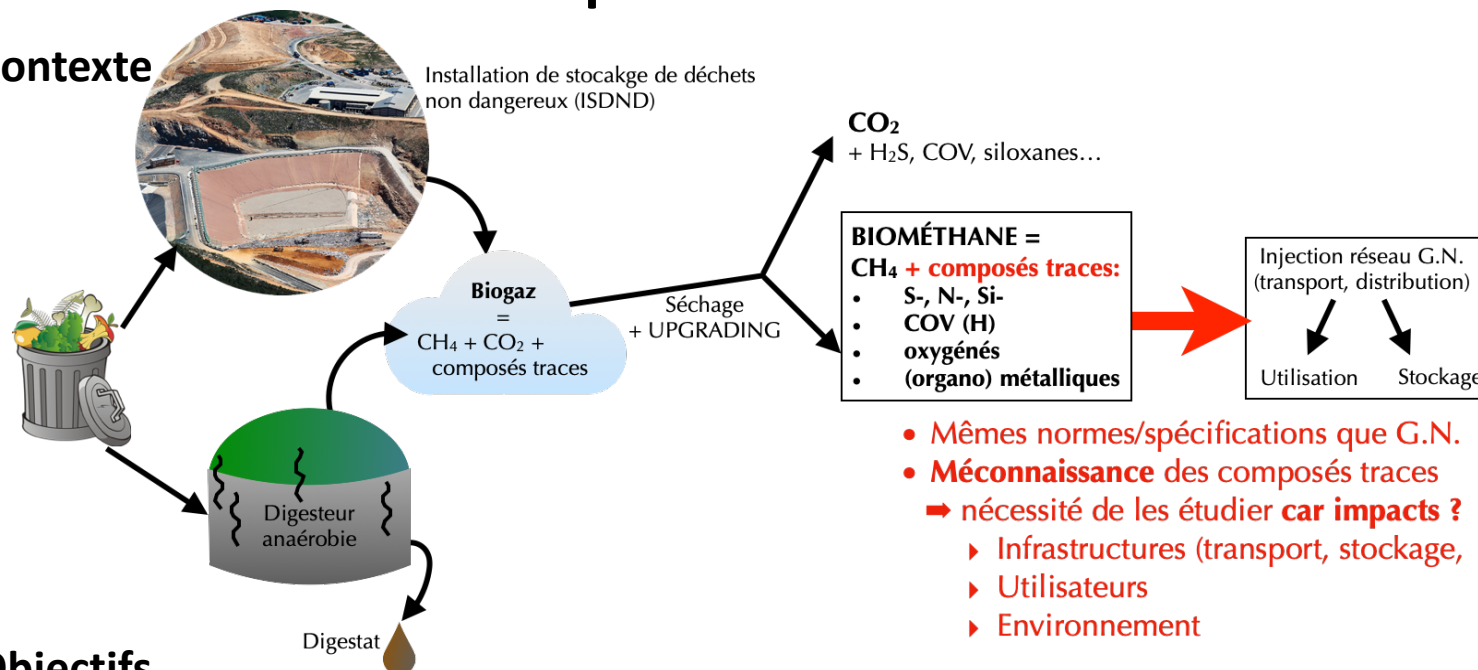 ontexte
Installation de stocakge de déchets
non dangereux (ISDND)
CO₂
+ H₂S, COV, siloxanes...
BIOMÉTHANE =
CH₄ + composés traces:
• S-, N-, Si-
• COV (H)
• oxygénés
• (organo) métalliques
Injection réseau G.N.
(transport, distribution)
Utilisation
Stockage
Biogaz
=
CH₄ + CO₂ +
composés traces
Séchage
+ UPGRADING
• Mêmes normes/spécifications que G.N.
• Méconnaissance des composés traces
➡ nécessité de les étudier car impacts ?
▸ Infrastructures (transport, stockage,
▸ Utilisateurs
▸ Environnement
Digesteur
anaérobie
Digestat
Objectifs